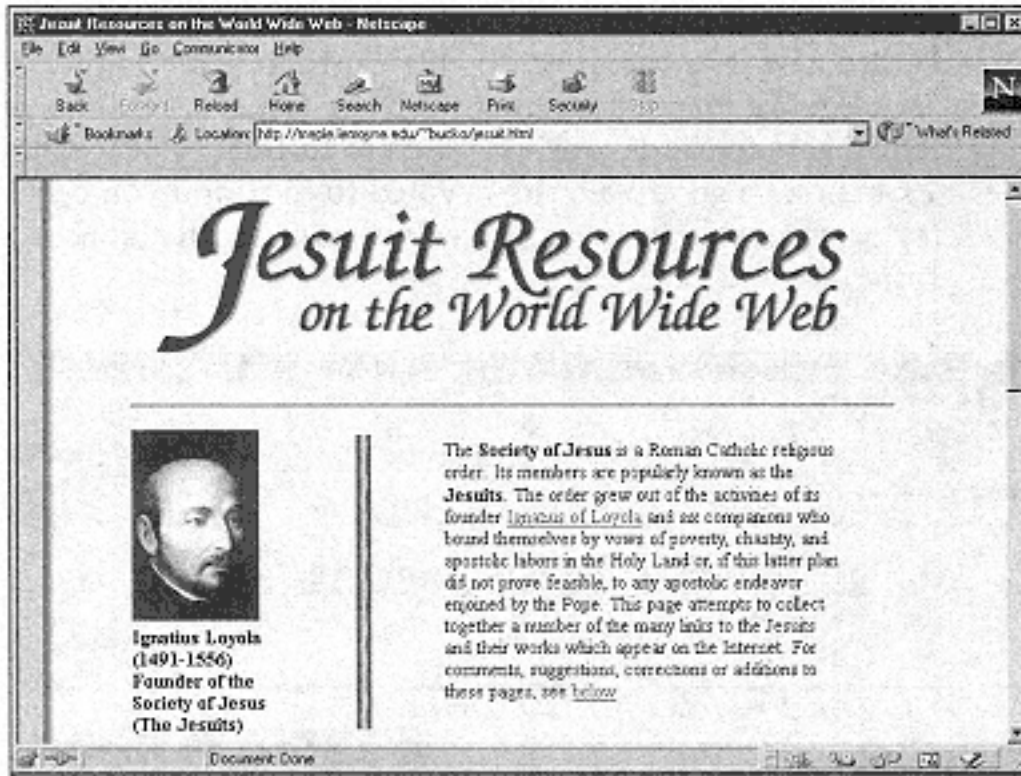 Jesuit Resources on the World Wide Web - Netscape
File Edit View Go Communicator Help
Back Forward Reload Home Search Netscape Print Security Stop
N
Bookmarks Location: http://maple.lemoyne.edu/~bucko/jesuit.html What's Related
Jesuit Resources
on the World Wide Web
The Society of Jesus is a Roman Catholic religious
order. Its members are popularly known as the
Jesuits. The order grew out of the activities of its
founder Ignatius of Loyola and six companions who
bound themselves by vows of poverty, chastity, and
apostolic labors in the Holy Land or, if this latter plan
did not prove feasible, to any apostolic endeavor
enjoined by the Pope. This page attempts to collect
together a number of the many links to the Jesuits
and their works which appear on the Internet. For
comments, suggestions, corrections or additions to
these pages, see below
Ignatius Loyola
(1491-1556)
Founder of the
Society of Jesus
(The Jesuits)
Document: Done